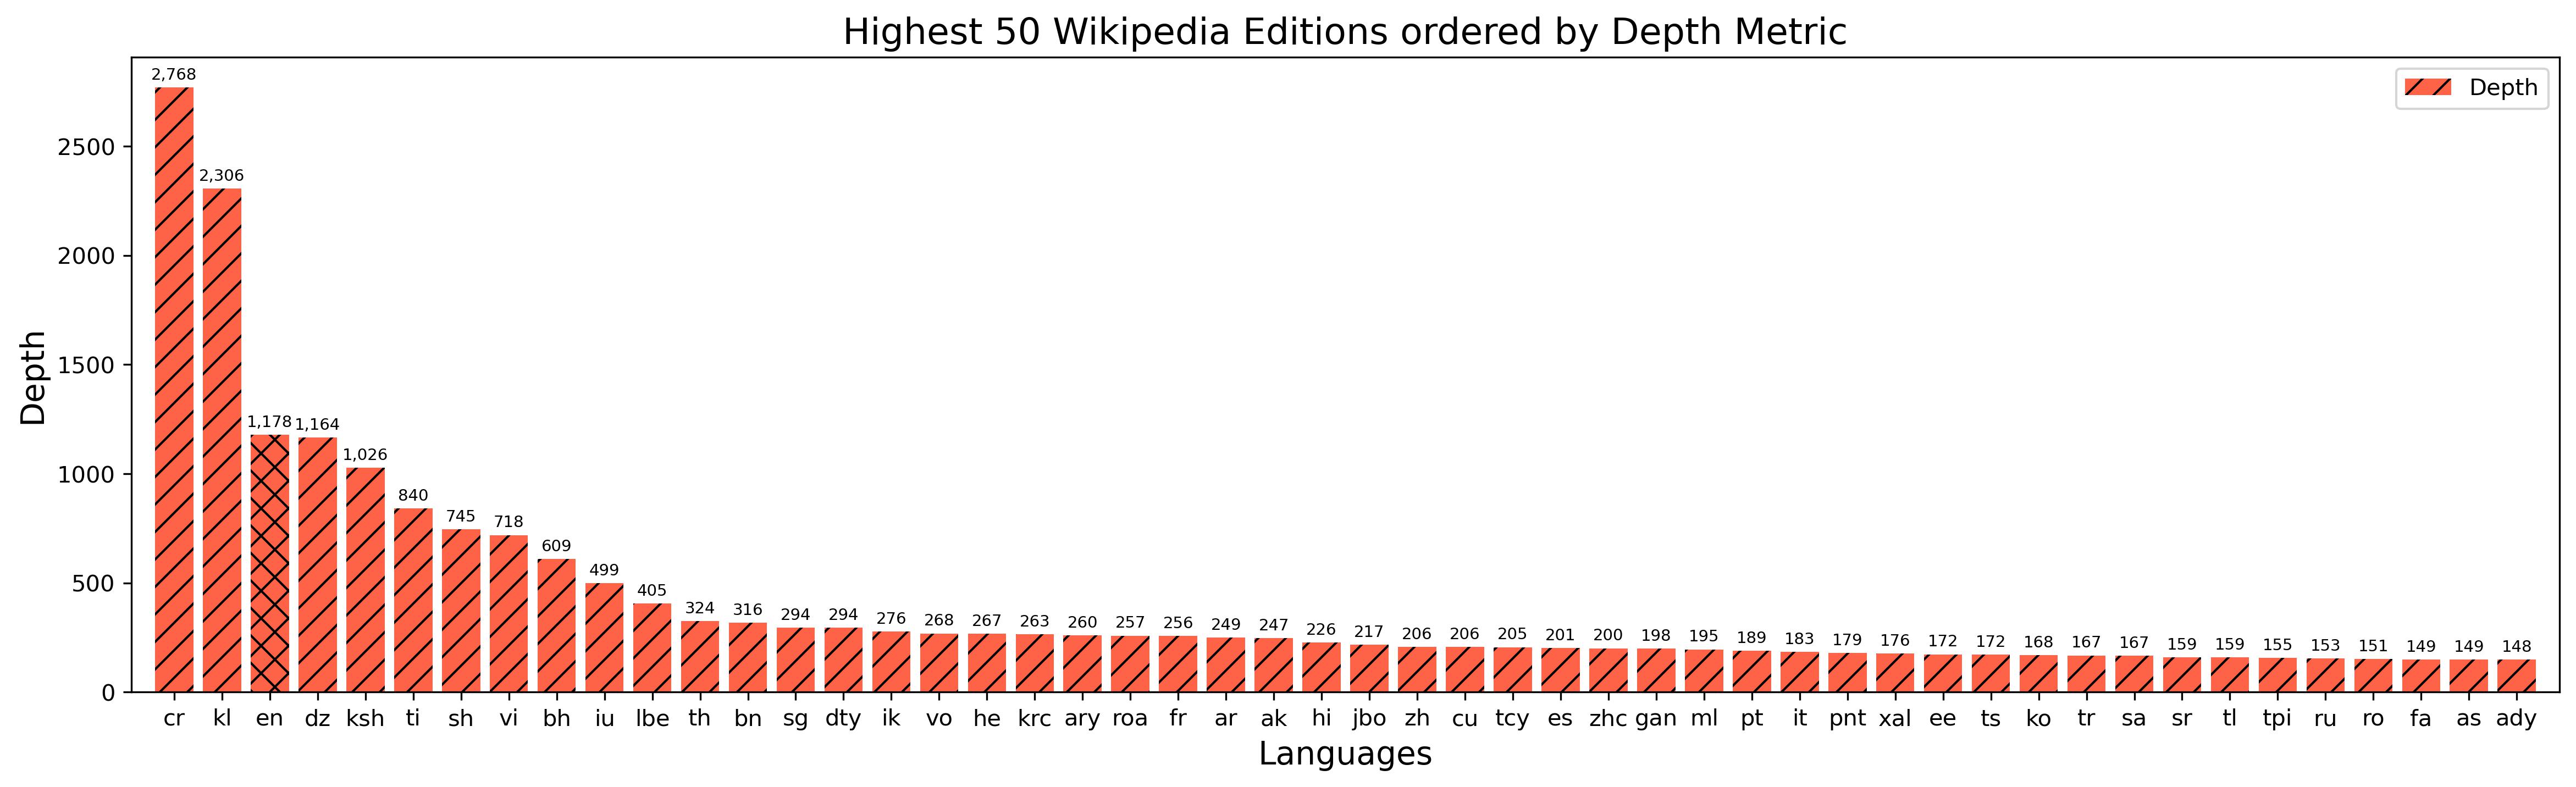 Highest 50 Wikipedia Editions ordered by Depth Metric
Depth
2,768 2,306 1,178 1,164 1,026 840 745 718 609 499 405 324 316 294 294 276 268 267 263 260 257 256 249 247 226 217 206 206 205 201 200 198 195 189 183 179 176 172 172 168 167 167 159 159 155 153 151 149 149 148
Depth
2500
2000
1500
1000
500
0
cr kl en dz ksh ti sh vi bh iu lbe th bn sg dty ik vo he krc ary roa fr ar ak hi jbo zh cu tcy es zhc gan ml pt it pnt xal ee ts ko tr sa sr tl tpi ru ro fa as ady
Languages